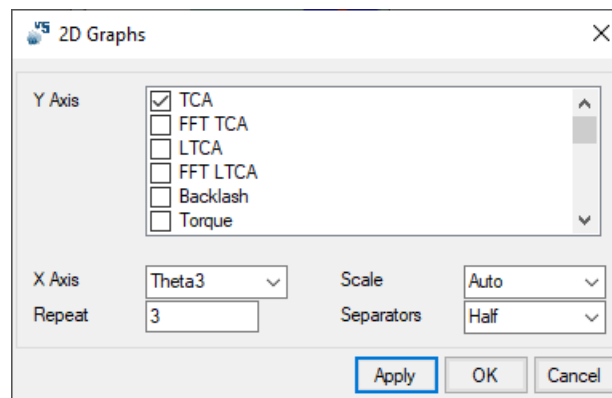 V5 2D Graphs
Y Axis
TCA
FFT TCA
LTCA
FFT LTCA
Backlash
Torque
X Axis Theta3 Scale Auto
Repeat 3 Separators Half
Apply OK Cancel